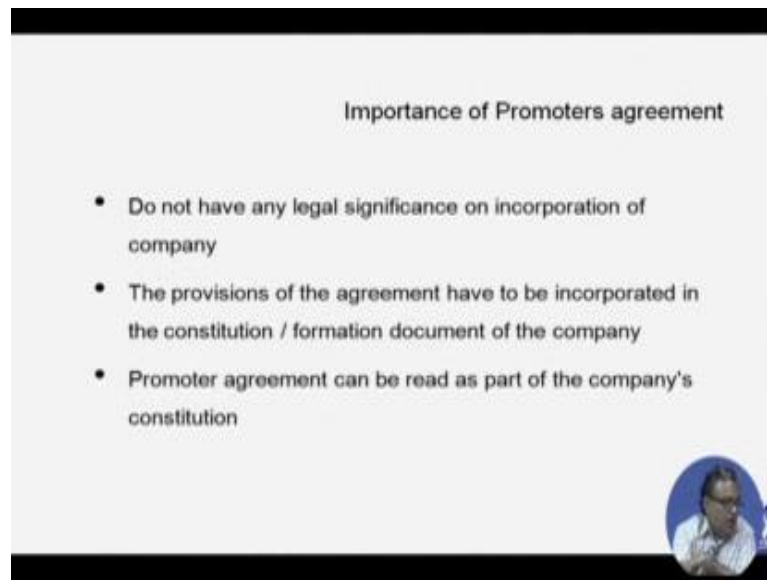 Importance of Promoters agreement
• Do not have any legal significance on incorporation of
company
• The provisions of the agreement have to be incorporated in
the constitution / formation document of the company
• Promoter agreement can be read as part of the company's
constitution